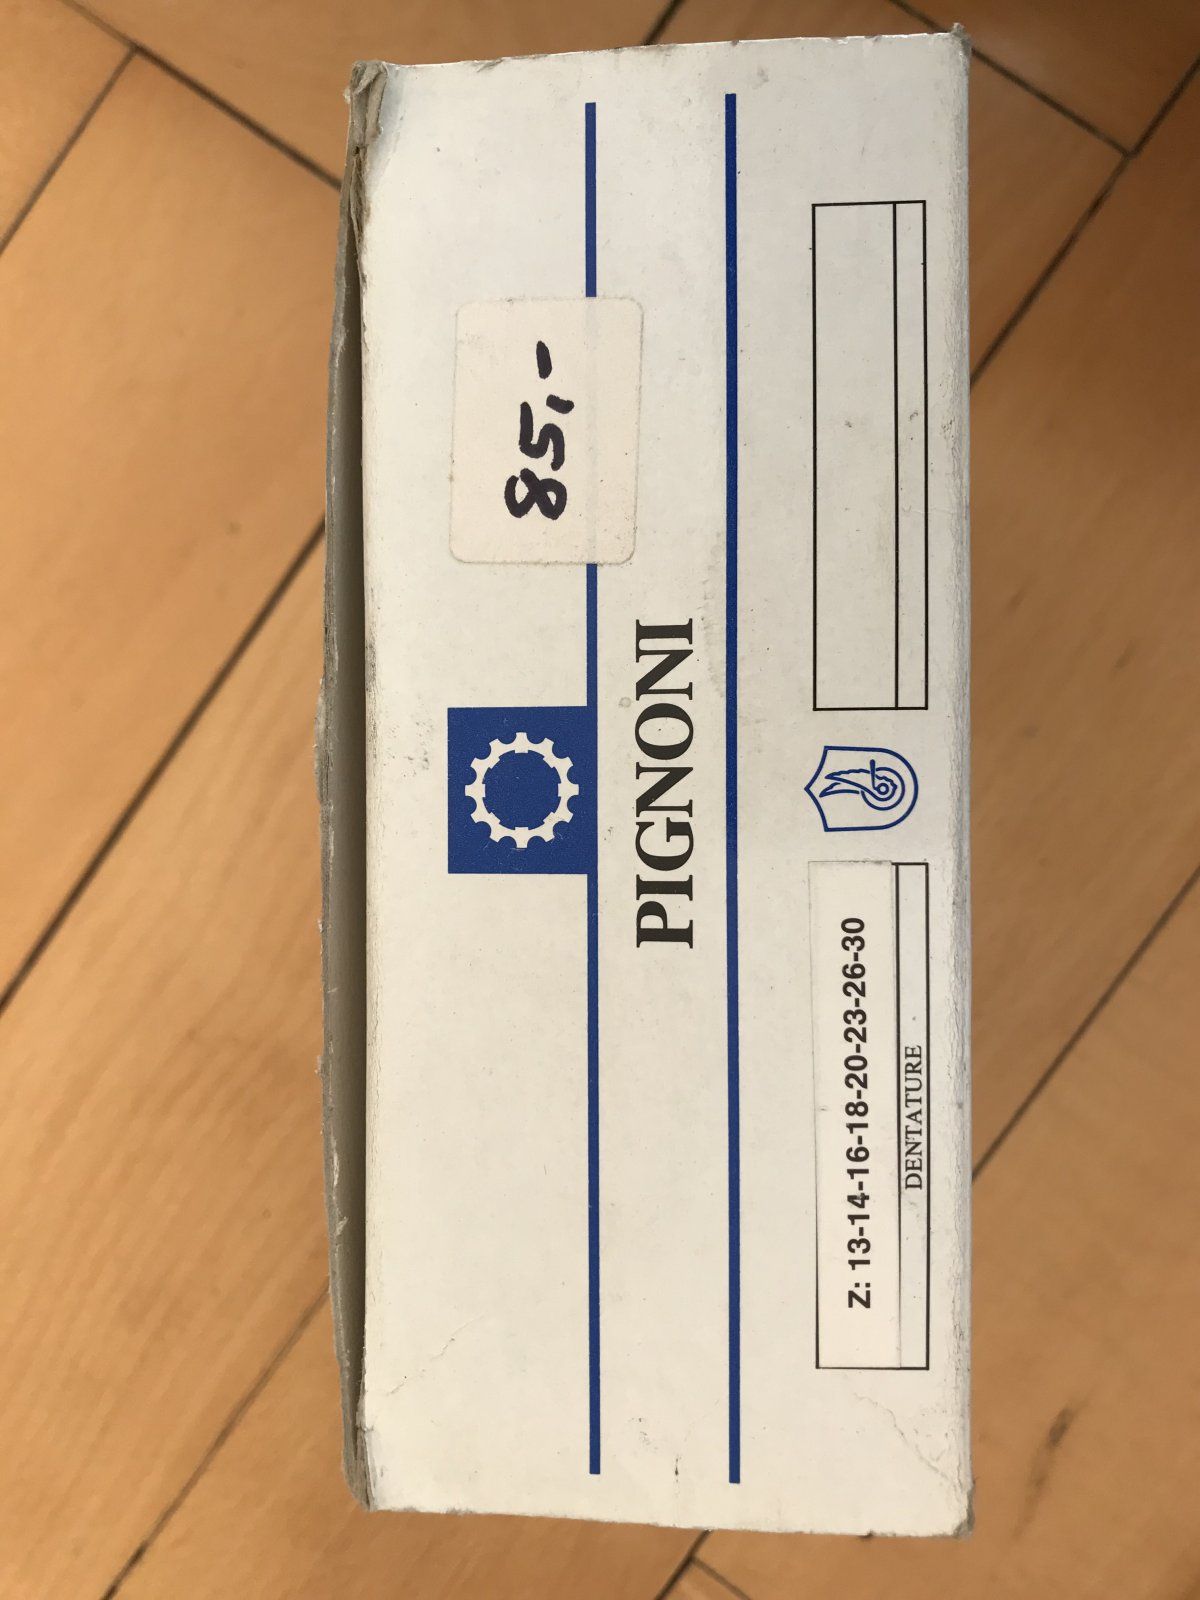 85,-
PIGNONI
Z: 13-14-16-18-20-23-26-30
DENTATURE